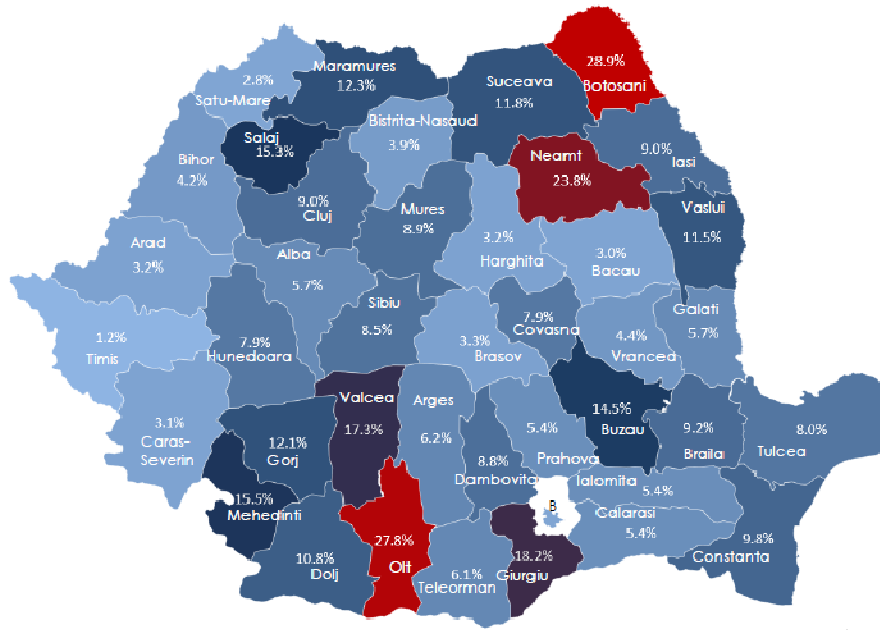 28.9%
Botosani
Maramures
12.3%
2.8%
Satu-Mare
Suceava
11.8%
Bistrita-Nasaud
3.9%
Salaj
15.3%
Neamt
23.8%
9.0%
Iasi
Bihor
4.2%
9.0%
Cluj
Mures
8.9%
Vaslui
11.5%
Arad
3.2%
Alba
5.7%
3.2%
Harghita
3.0%
Bacau
Sibiu
8.5%
7.9%
Covasna
Galati
5.7%
1.2%
Timis
7.9%
Hunedoara
3.3%
Brasov
4.4%
Vrancea
Valcea
17.3%
Arges
6.2%
3.1%
Caras-
Severin
12.1%
Gorj
5.4%
Prahova
14.5%
Buzau
9.2%
Braila
8.0%
Tulcea
8.8%
Dambovita
Ialomita
5.4%
15.5%
Mehedinti
B
Calarasi
5.4%
27.8%
Olt
18.2%
Giurgiu
9.8%
Constanta
10.8%
Dolj
6.1%
Teleorman